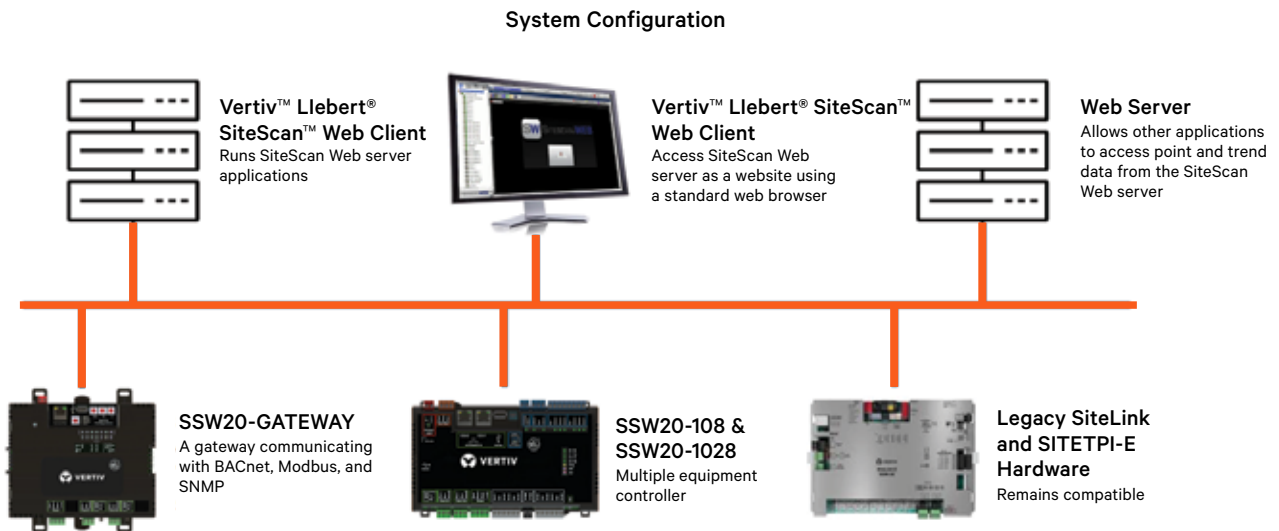 System Configuration
Vertiv™ LIebert®
SiteScan™ Web Client
Runs SiteScan Web server
applications
Vertiv™ LIebert® SiteScan™
Web Client
Access SiteScan Web
server as a website using
a standard web browser
Web Server
Allows other applications
to access point and trend
data from the SiteScan
Web server
SSW20-GATEWAY
A gateway communicating
with BACnet, Modbus, and
SNMP
VERTIV
VERTIV
SSW20-108 &
SSW20-1028
Multiple equipment
controller
Legacy SiteLink
and SITETPI-E
Hardware
Remains compatible